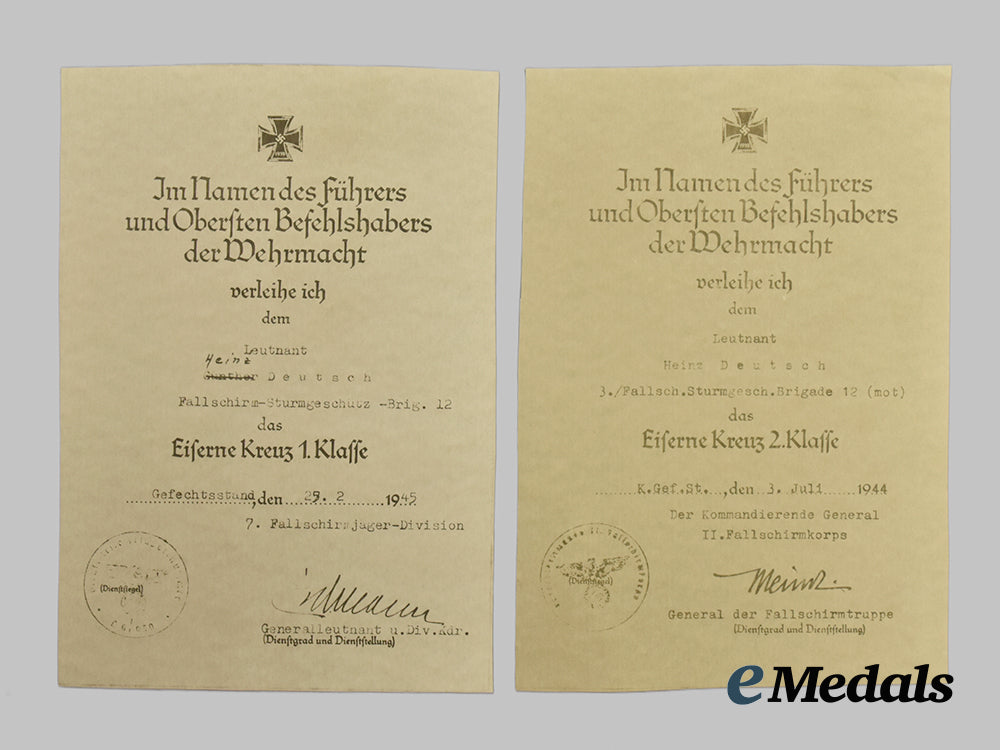 Im Namen des Führers
und Obersten Befehlshabers
der Wehrmacht
verleihe ich
dem
Leutnant
Heinz
Gunther Deutsch
Fallschirm-Sturmgeschutz -Brig. 12
das
Eiserne Kreuz 1. Klasse
Gefechtsstand, den 25. 2 1945
7. Fallschirmjager-Division
(Dienstsiegel)
Generalleutnant u.Div.Kdr.
(Dienstgrad und Dienststellung)
Im Namen des Führers
und Obersten Befehlshabers
der Wehrmacht
verleihe ich
dem
Leutnant
Heinz Deutsch
3./Fallsch.Sturmgesch.Brigade 12 (mot)
das
Eiserne Kreuz 2. Klasse
K.Gef.St. , den 3. Juli 1944
Der Kommandierende General
II.Fallschirmkorps
(Dienstsiegel)
Meindl.
General der Fallschirmtruppe
(Dienstgrad und Dienststellung)
eMedals